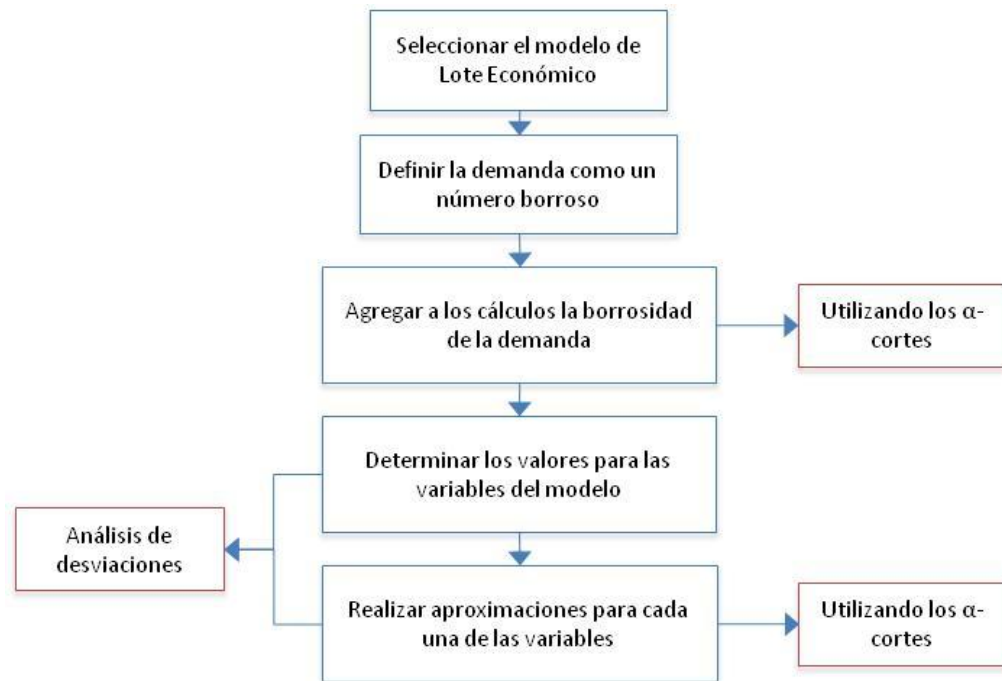 Seleccionar el modelo de
Lote Económico
Definir la demanda como un
número borroso
Agregar a los cálculos la borrosidad
de la demanda
Utilizando los α-
cortes
Determinar los valores para las
variables del modelo
Análisis de
desviaciones
Realizar aproximaciones para cada
una de las variables
Utilizando los α-
cortes